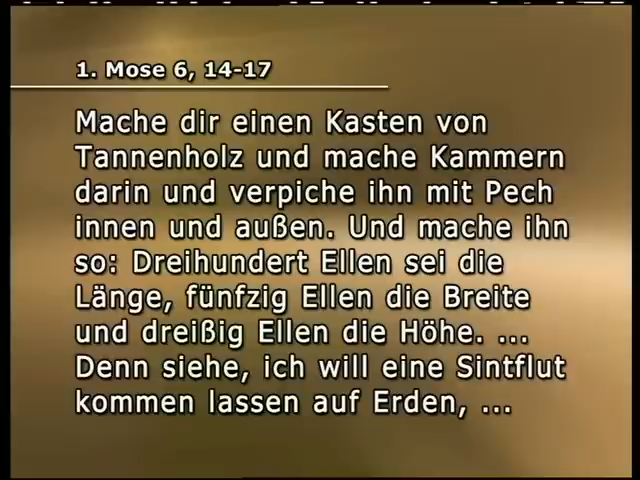 1. Mose 6, 14-17
Mache dir einen Kasten von
Tannenholz und mache Kammern
darin und verpiche ihn mit Pech
innen und außen. Und mache ihn
so: Dreihundert Ellen sei die
Länge, fünfzig Ellen die Breite
und dreißig Ellen die Höhe. ...
Denn siehe, ich will eine Sintflut
kommen lassen auf Erden, ...